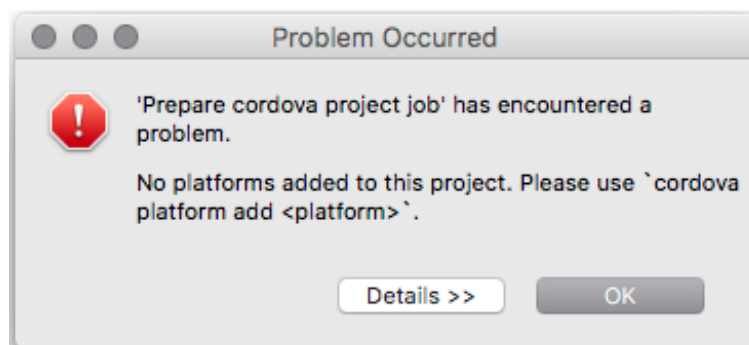 Problem Occurred
'Prepare cordova project job' has encountered a
problem.
No platforms added to this project. Please use `cordova
platform add <platform>`.
Details >>
OK